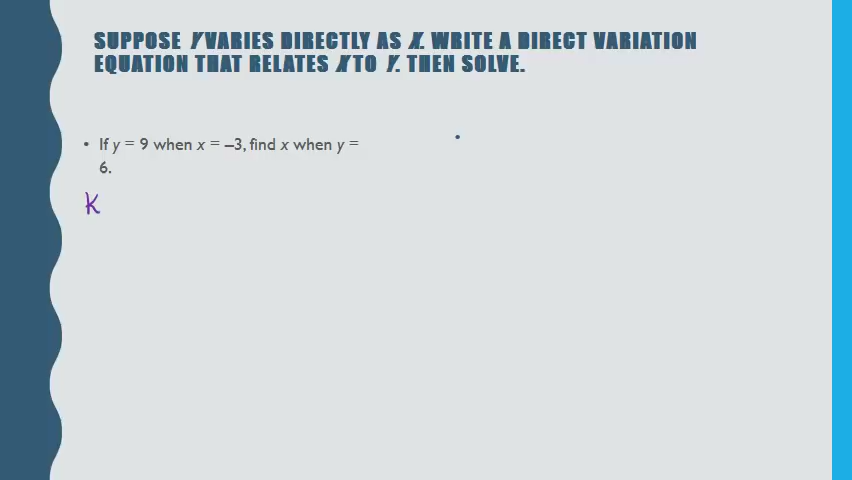 SUPPOSE Y VARIES DIRECTLY AS X. WRITE A DIRECT VARIATION
EQUATION THAT RELATES X TO Y. THEN SOLVE.
• If y = 9 when x = –3, find x when y =
6.
•
K